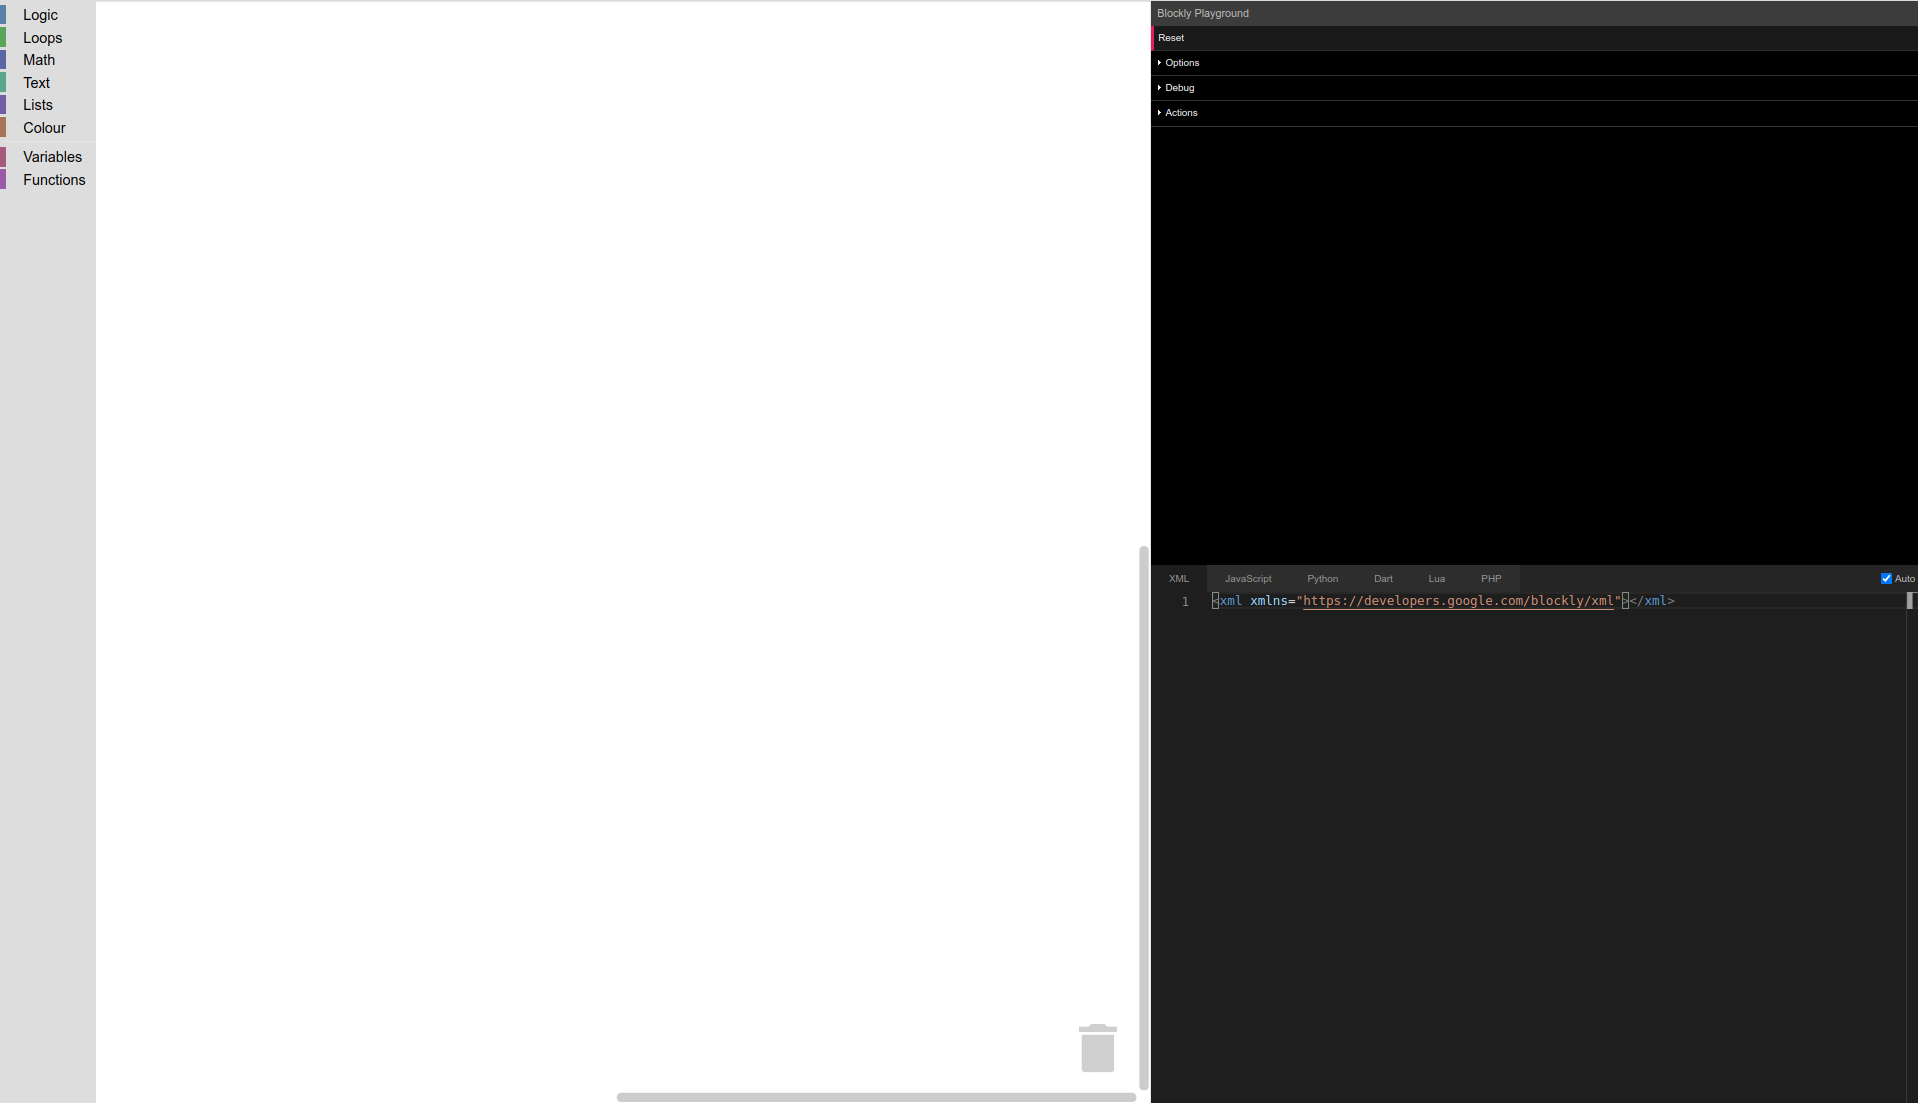 Logic
Loops
Math
Text
Lists
Colour
Variables
Functions
Blockly Playground
Reset
Options
Debug
Actions
XML JavaScript Python Dart Lua PHP Auto
1 <xml xmlns="https://developers.google.com/blockly/xml"></xml>